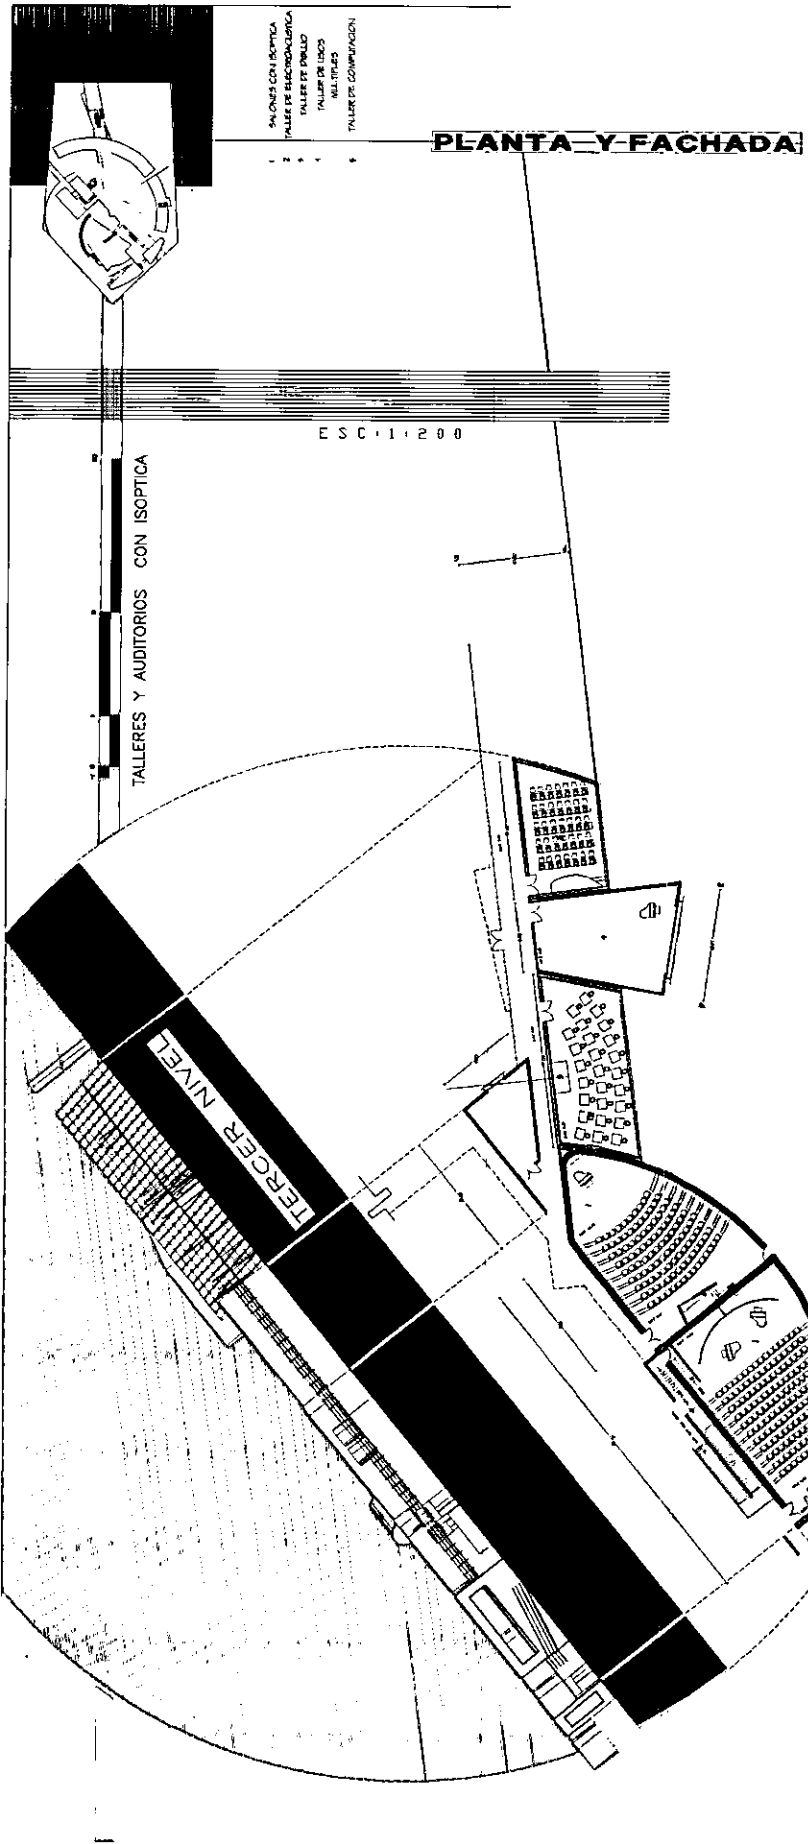 SALONES CON ISOPTICA
TALLER DE ELECTROACUSTICA
TALLER DE DIBUJO
TALLER DE USOS
MULTIPLES
TALLER DE COMPUTACION
PLANTA Y FACHADA
ESC:1:200
TALLERES Y AUDITORIOS CON ISOPTICA
TERCER NIVEL